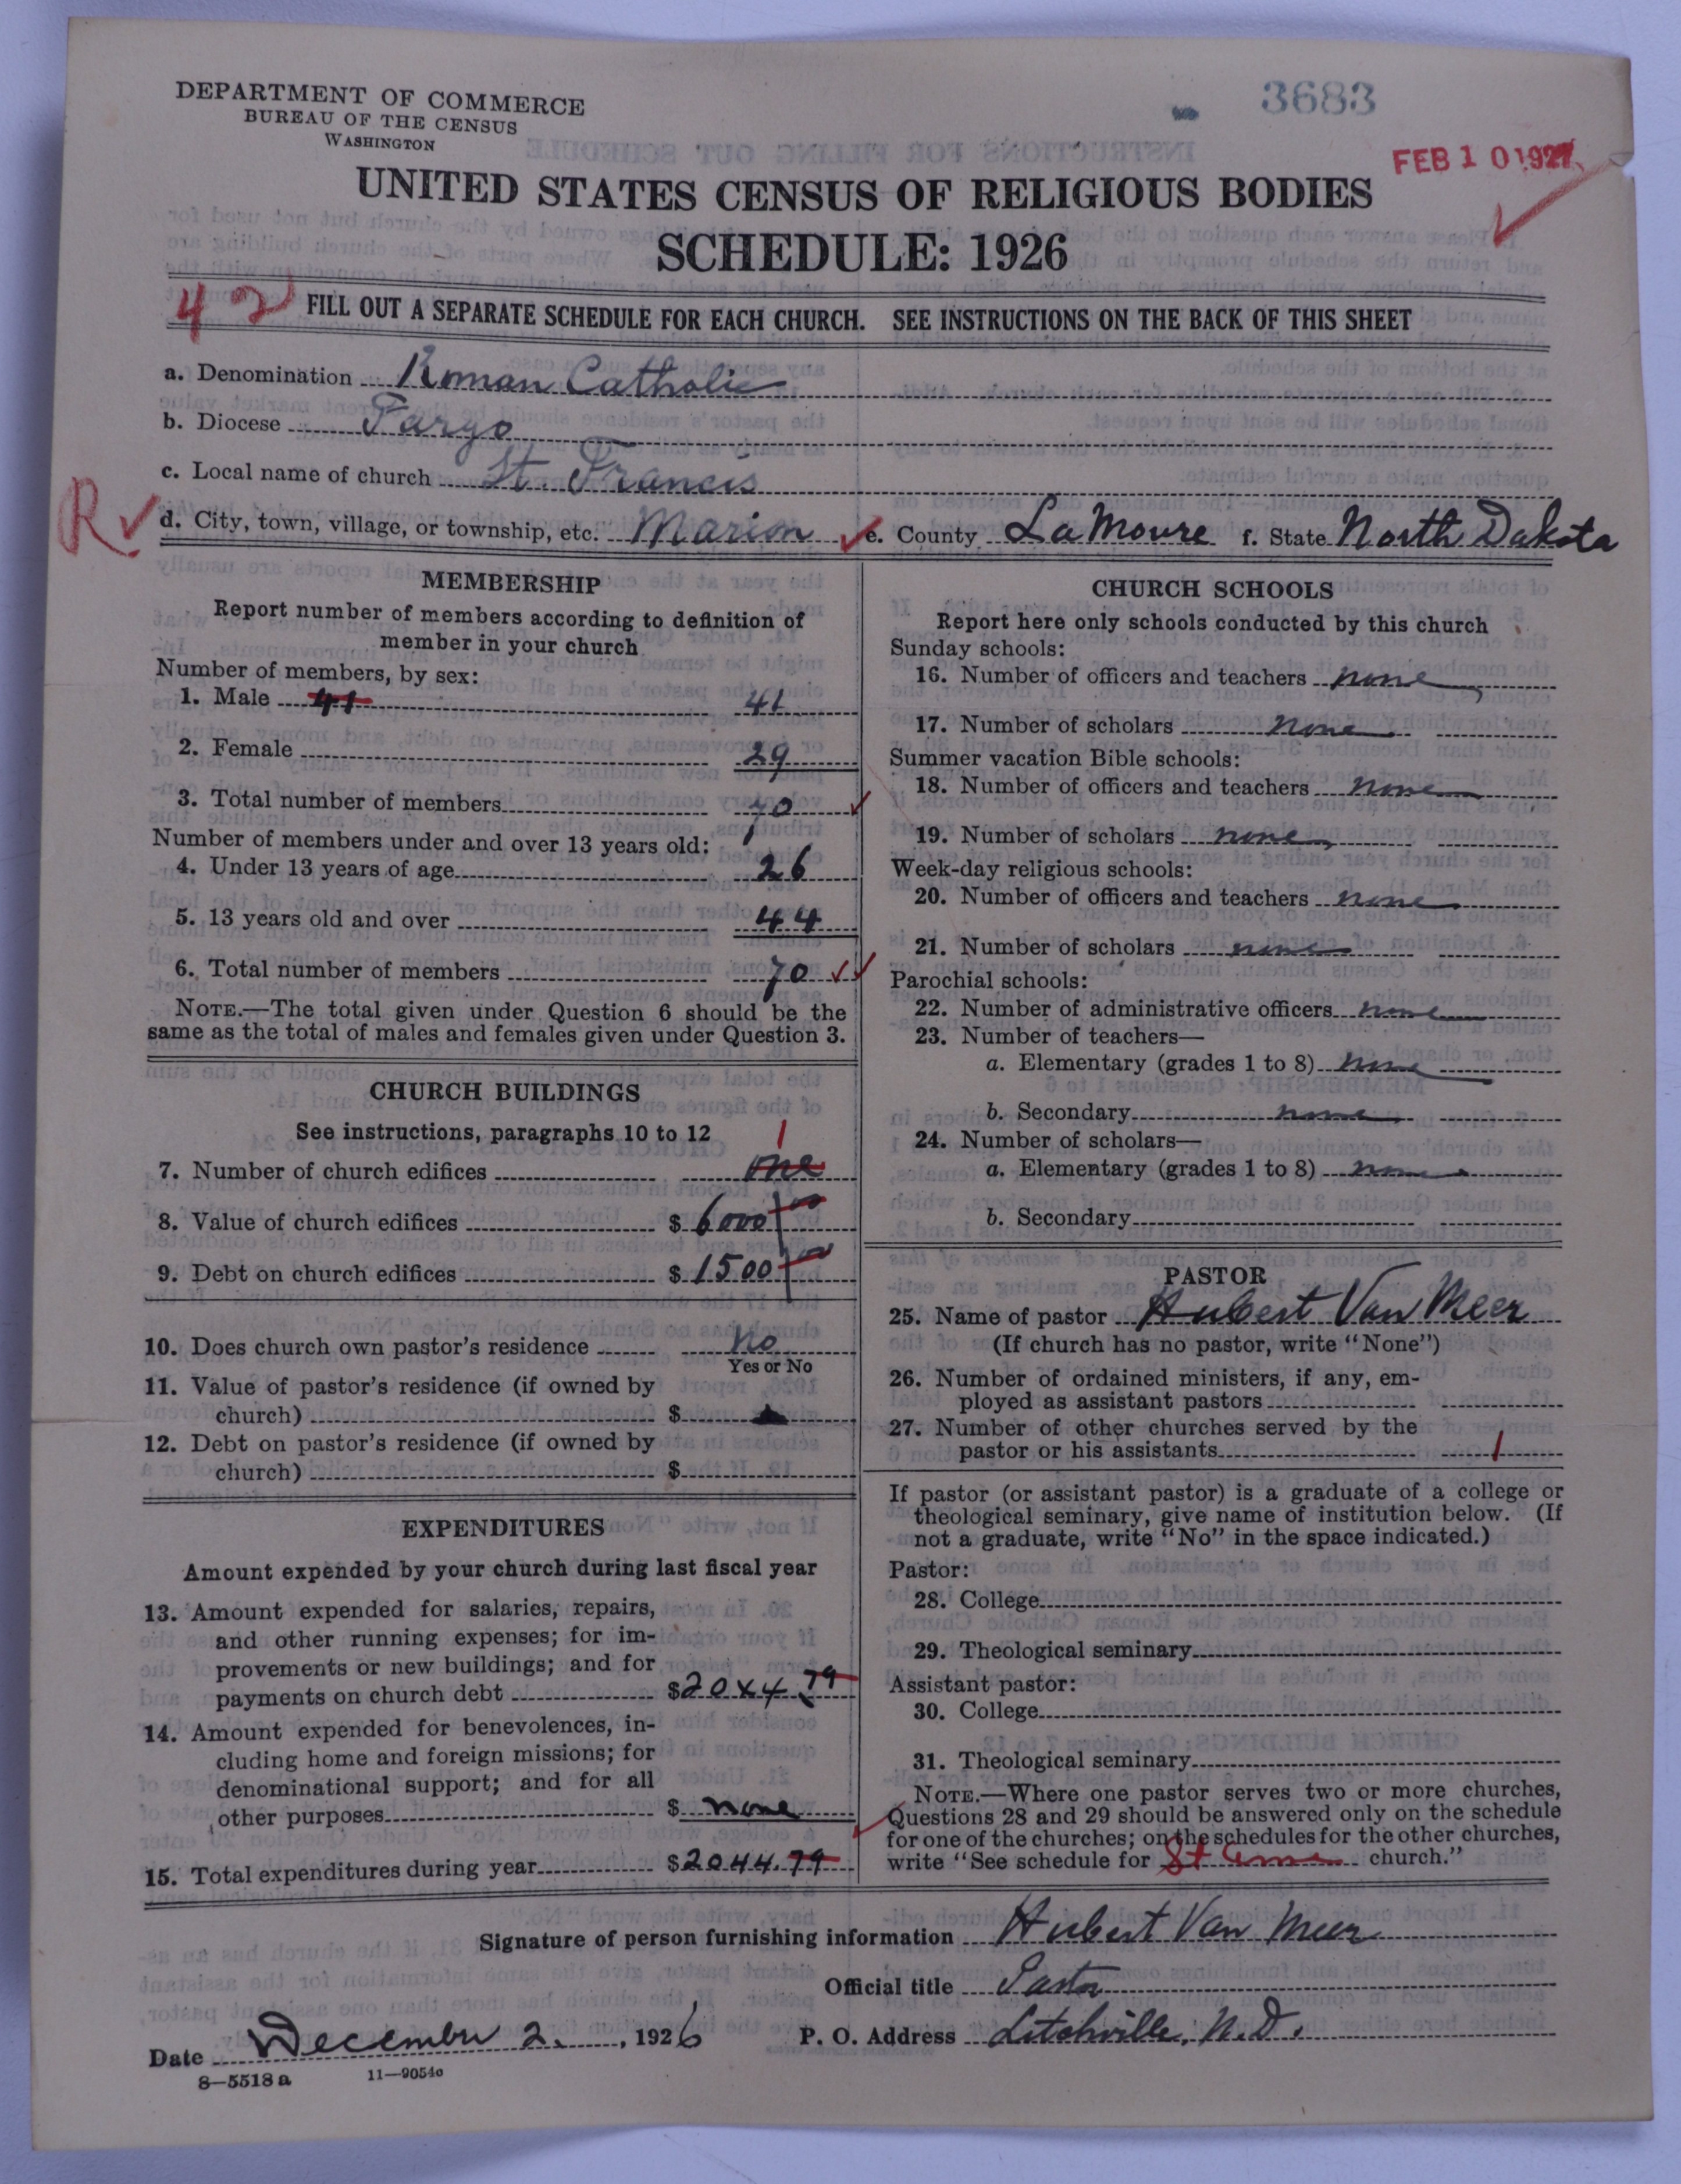 DEPARTMENT OF COMMERCE
BUREAU OF THE CENSUS
WASHINGTON
3683
FEB 10 1927
UNITED STATES CENSUS OF RELIGIOUS BODIES
SCHEDULE: 1926
42
FILL OUT A SEPARATE SCHEDULE FOR EACH CHURCH. SEE INSTRUCTIONS ON THE BACK OF THIS SHEET
a. Denomination Roman Catholic
b. Diocese Fargo
c. Local name of church St. Francis
R d. City, town, village, or township, etc. Marion e. County LaMoure f. State North Dakota
MEMBERSHIP
Report number of members according to definition of
member in your church
Number of members, by sex:
1. Male 41 41
2. Female 29
3. Total number of members 70
Number of members under and over 13 years old:
4. Under 13 years of age 26
5. 13 years old and over 44
6. Total number of members 70
NOTE.—The total given under Question 6 should be the
same as the total of males and females given under Question 3.
CHURCH BUILDINGS
See instructions, paragraphs 10 to 12
1
7. Number of church edifices one
8. Value of church edifices $ 6000 00
9. Debt on church edifices $ 1500 00
10. Does church own pastor's residence no
Yes or No
11. Value of pastor's residence (if owned by
church) $
12. Debt on pastor's residence (if owned by
church) $
EXPENDITURES
Amount expended by your church during last fiscal year
13. Amount expended for salaries, repairs,
and other running expenses; for im-
provements or new buildings; and for
payments on church debt $ 2044 79
14. Amount expended for benevolences, in-
cluding home and foreign missions; for
denominational support; and for all
other purposes $ none
15. Total expenditures during year $ 2044.79
CHURCH SCHOOLS
Report here only schools conducted by this church
Sunday schools:
16. Number of officers and teachers none
17. Number of scholars none
Summer vacation Bible schools:
18. Number of officers and teachers none
19. Number of scholars none
Week-day religious schools:
20. Number of officers and teachers none
21. Number of scholars none
Parochial schools:
22. Number of administrative officers none
23. Number of teachers—
a. Elementary (grades 1 to 8) none
b. Secondary none
24. Number of scholars—
a. Elementary (grades 1 to 8) none
b. Secondary
PASTOR
25. Name of pastor Hubert Van Meer
(If church has no pastor, write "None")
26. Number of ordained ministers, if any, em-
ployed as assistant pastors
27. Number of other churches served by the
pastor or his assistants 1
If pastor (or assistant pastor) is a graduate of a college or
theological seminary, give name of institution below. (If
not a graduate, write "No" in the space indicated.)
Pastor:
28. College
29. Theological seminary
Assistant pastor:
30. College
31. Theological seminary
NOTE.—Where one pastor serves two or more churches,
Questions 28 and 29 should be answered only on the schedule
for one of the churches; on the schedules for the other churches,
write "See schedule for St church."
Signature of person furnishing information Hubert Van Meer
Official title Pastor
Date December 2, 1926 P. O. Address Litchville, N.D.
8—5518 a 11—9054c